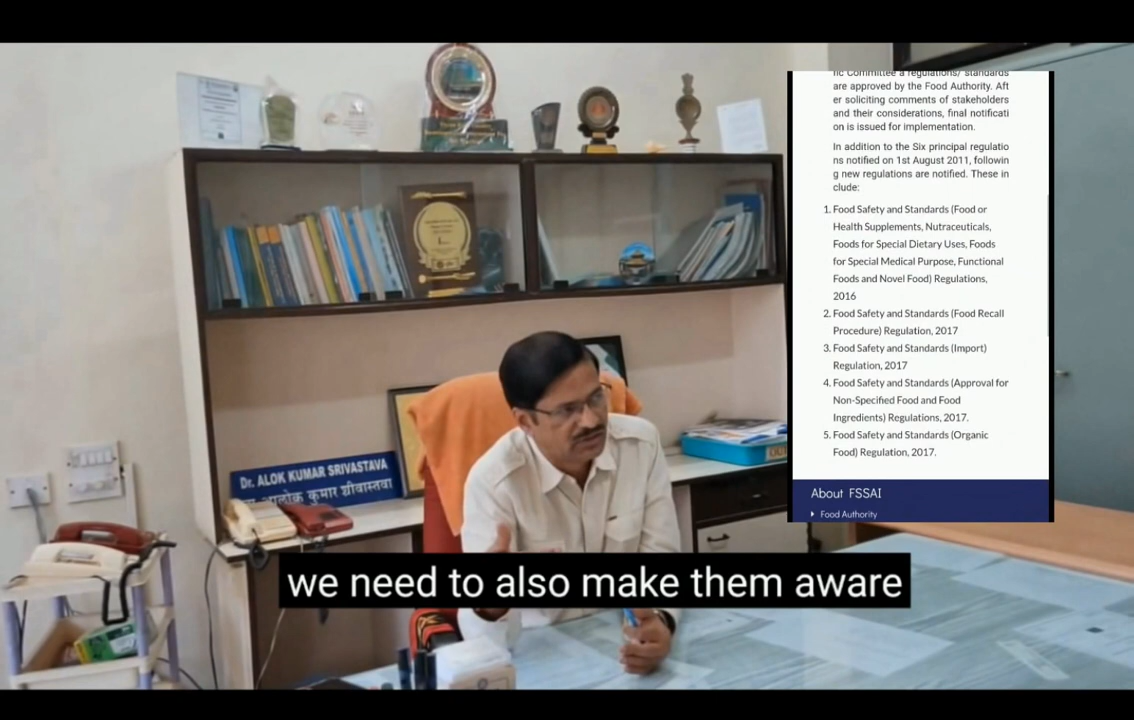 fic Committee a regulations/ standards
are approved by the Food Authority. Aft
er soliciting comments of stakeholders
and their considerations, final notificati
on is issued for implementation.
In addition to the Six principal regulatio
ns notified on 1st August 2011, followin
g new regulations are notified. These in
clude:
1. Food Safety and Standards (Food or
Health Supplements, Nutraceuticals,
Foods for Special Dietary Uses, Foods
for Special Medical Purpose, Functional
Foods and Novel Food) Regulations,
2016
2. Food Safety and Standards (Food Recall
Procedure) Regulation, 2017
3. Food Safety and Standards (Import)
Regulation, 2017
4. Food Safety and Standards (Approval for
Non-Specified Food and Food
Ingredients) Regulations, 2017.
5. Food Safety and Standards (Organic
Food) Regulation, 2017.
About FSSAI
Food Authority
Dr. ALOK KUMAR SRIVASTAVA
आलोक कुमार श्रीवास्तवा
we need to also make them aware